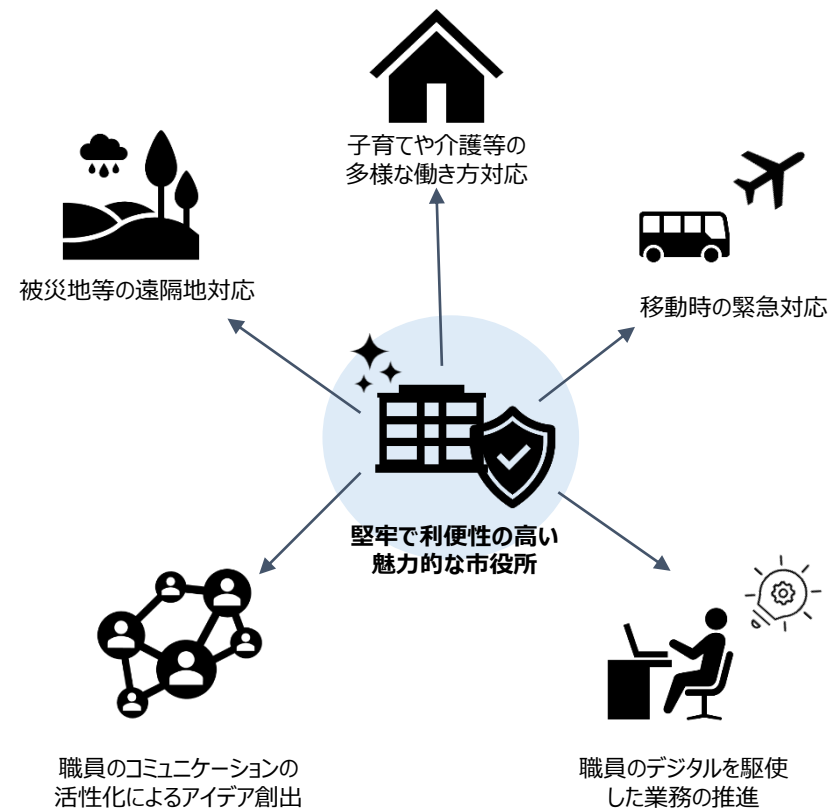 子育てや介護等の
多様な働き方対応
被災地等の遠隔地対応
移動時の緊急対応
堅牢で利便性の高い
魅力的な市役所
職員のコミュニケーションの
活性化によるアイデア創出
職員のデジタルを駆使
した業務の推進